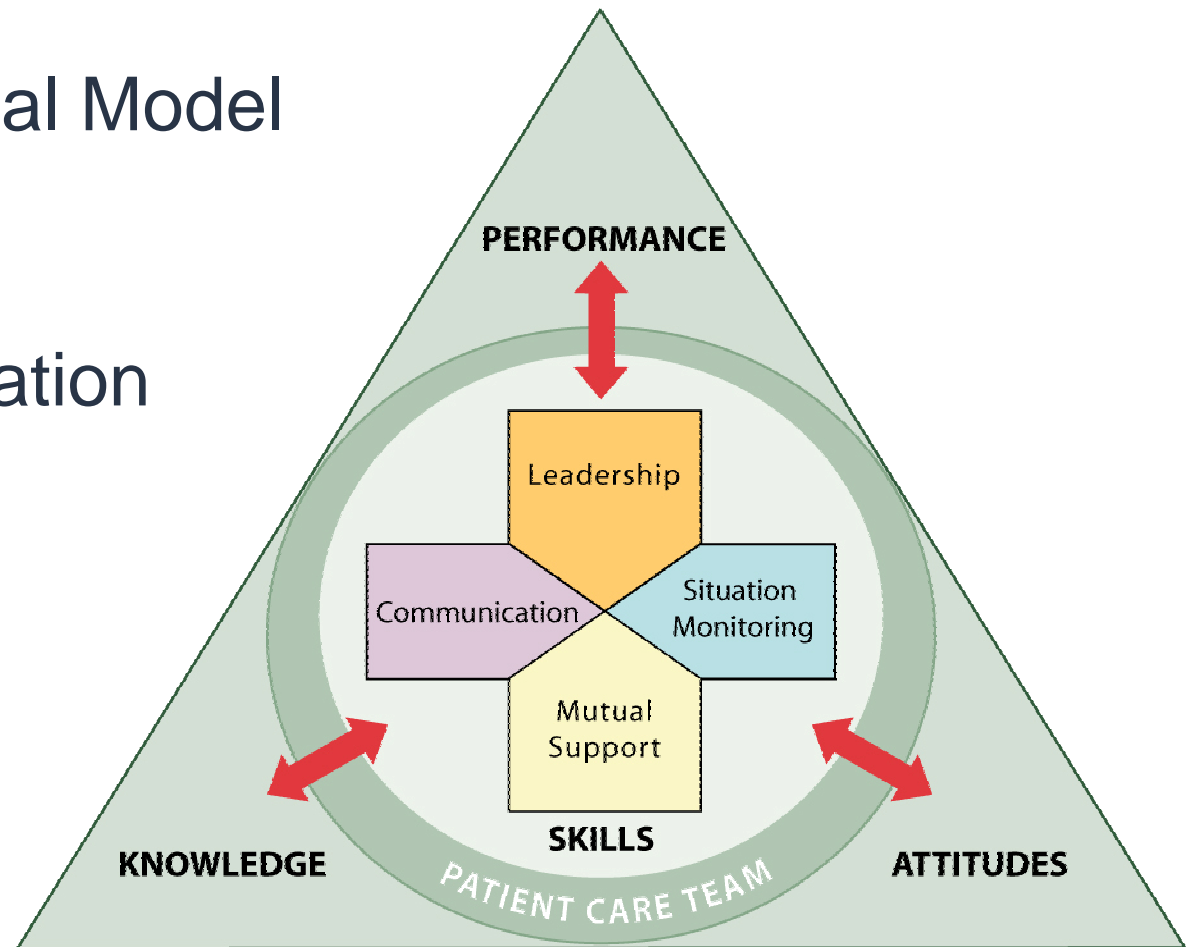 al Model
ation
PERFORMANCE
Leadership
Communication
Situation
Monitoring
Mutual
Support
SKILLS
KNOWLEDGE
ATTITUDES
PATIENT CARE TEAM